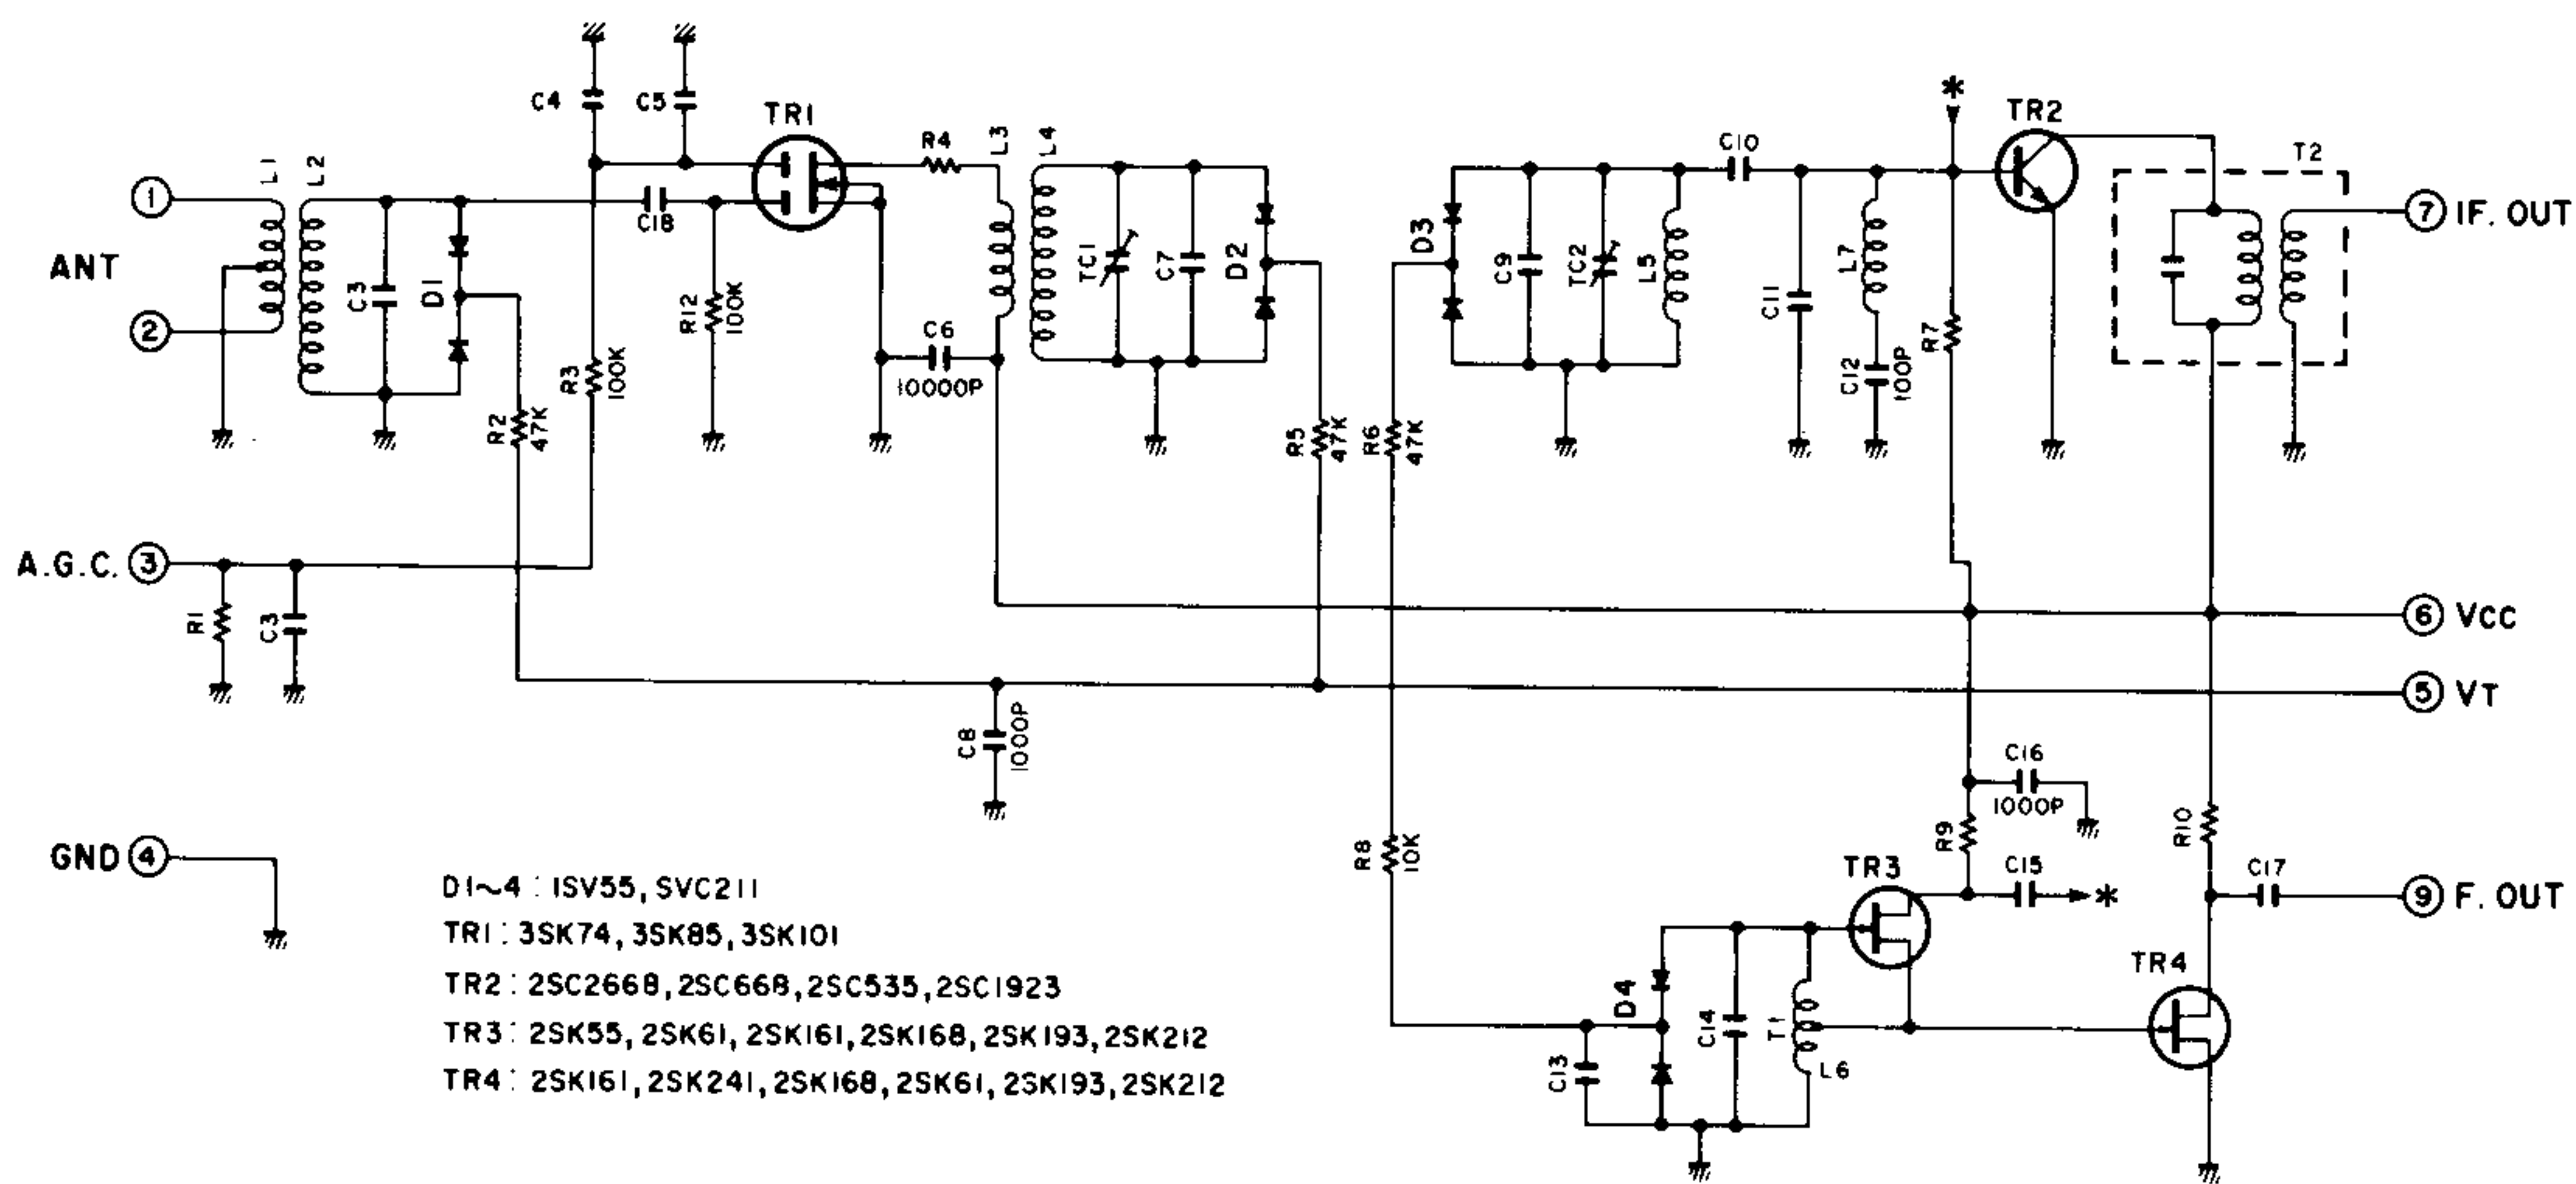 ANT
1
2
L1
L2
C3
D1
R2
47K
C4
C5
R3
100K
C18
R12
100K
TR1
R4
L3
L4
C6
10000P
TC1
C7
D2
R5
47K
R6
47K
D3
C9
TC2
L5
C10
C11
L7
C12
100P
*
R7
TR2
T2
7 IF. OUT
A.G.C. 3
R1
C3
6 VCC
5 VT
C8
1000P
GND 4
R8
10K
C16
1000P
R9
C15
*
R10
C17
9 F. OUT
TR3
TR4
D4
C13
C14
T1
L6
D1~4 : 1SV55, SVC211
TR1 : 3SK74, 3SK85, 3SK101
TR2 : 2SC2668, 2SC668, 2SC535, 2SC1923
TR3 : 2SK55, 2SK61, 2SK161, 2SK168, 2SK193, 2SK212
TR4 : 2SK161, 2SK241, 2SK168, 2SK61, 2SK193, 2SK212